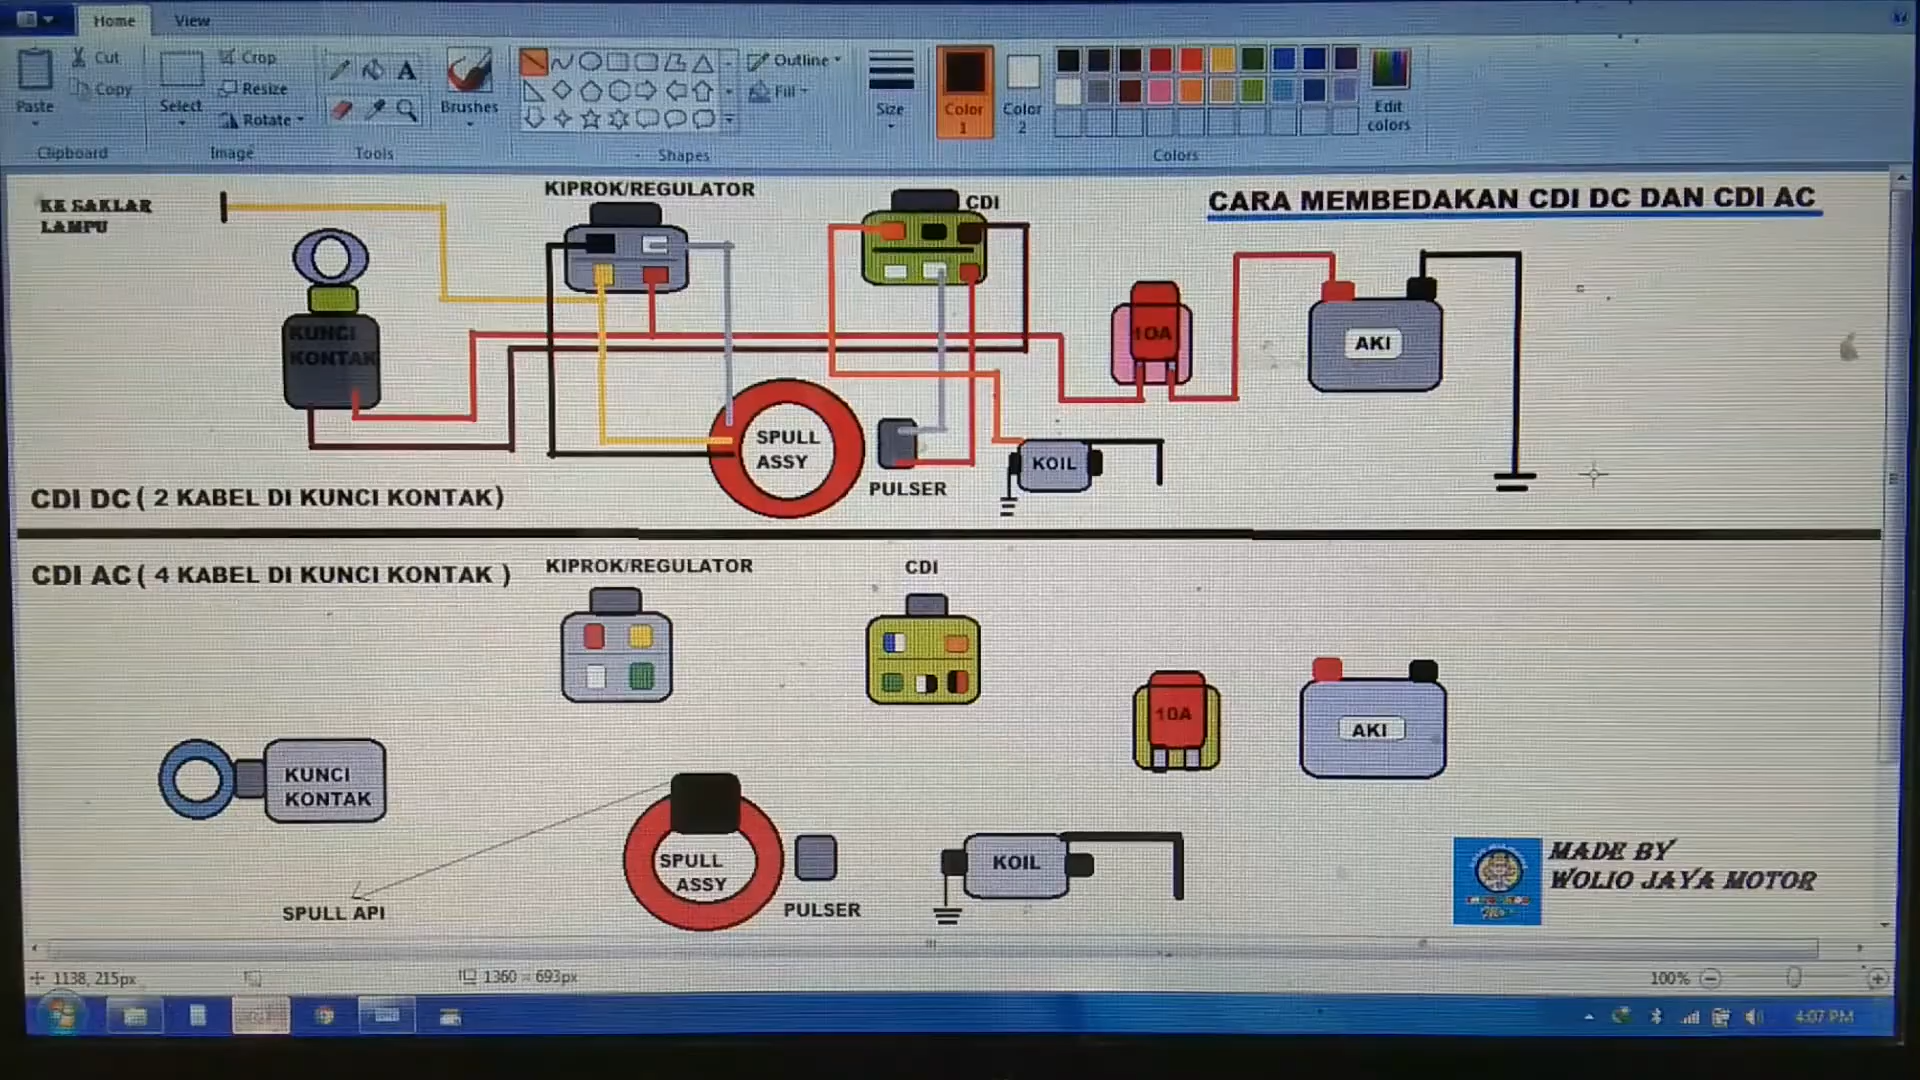 Home
View
Paste
Cut
Copy
Clipboard
Select
Crop
Resize
Rotate
Image
A
Tools
Brushes
Outline
Fill
Shapes
Size
Color
1
Color
2
Edit
colors
Colors
KE SAKLAR
LAMPU
KIPROK/REGULATOR
CDI
CARA MEMBEDAKAN CDI DC DAN CDI AC
KUNCI
KONTAK
10A
AKI
SPULL
ASSY
PULSER
KOIL
CDI DC ( 2 KABEL DI KUNCI KONTAK)
CDI AC ( 4 KABEL DI KUNCI KONTAK )
KIPROK/REGULATOR
CDI
10A
AKI
KUNCI
KONTAK
SPULL
ASSY
SPULL API
PULSER
KOIL
MADE BY
WOLIO JAYA MOTOR
1138, 215px
1360 × 693px
100%
4:07 PM